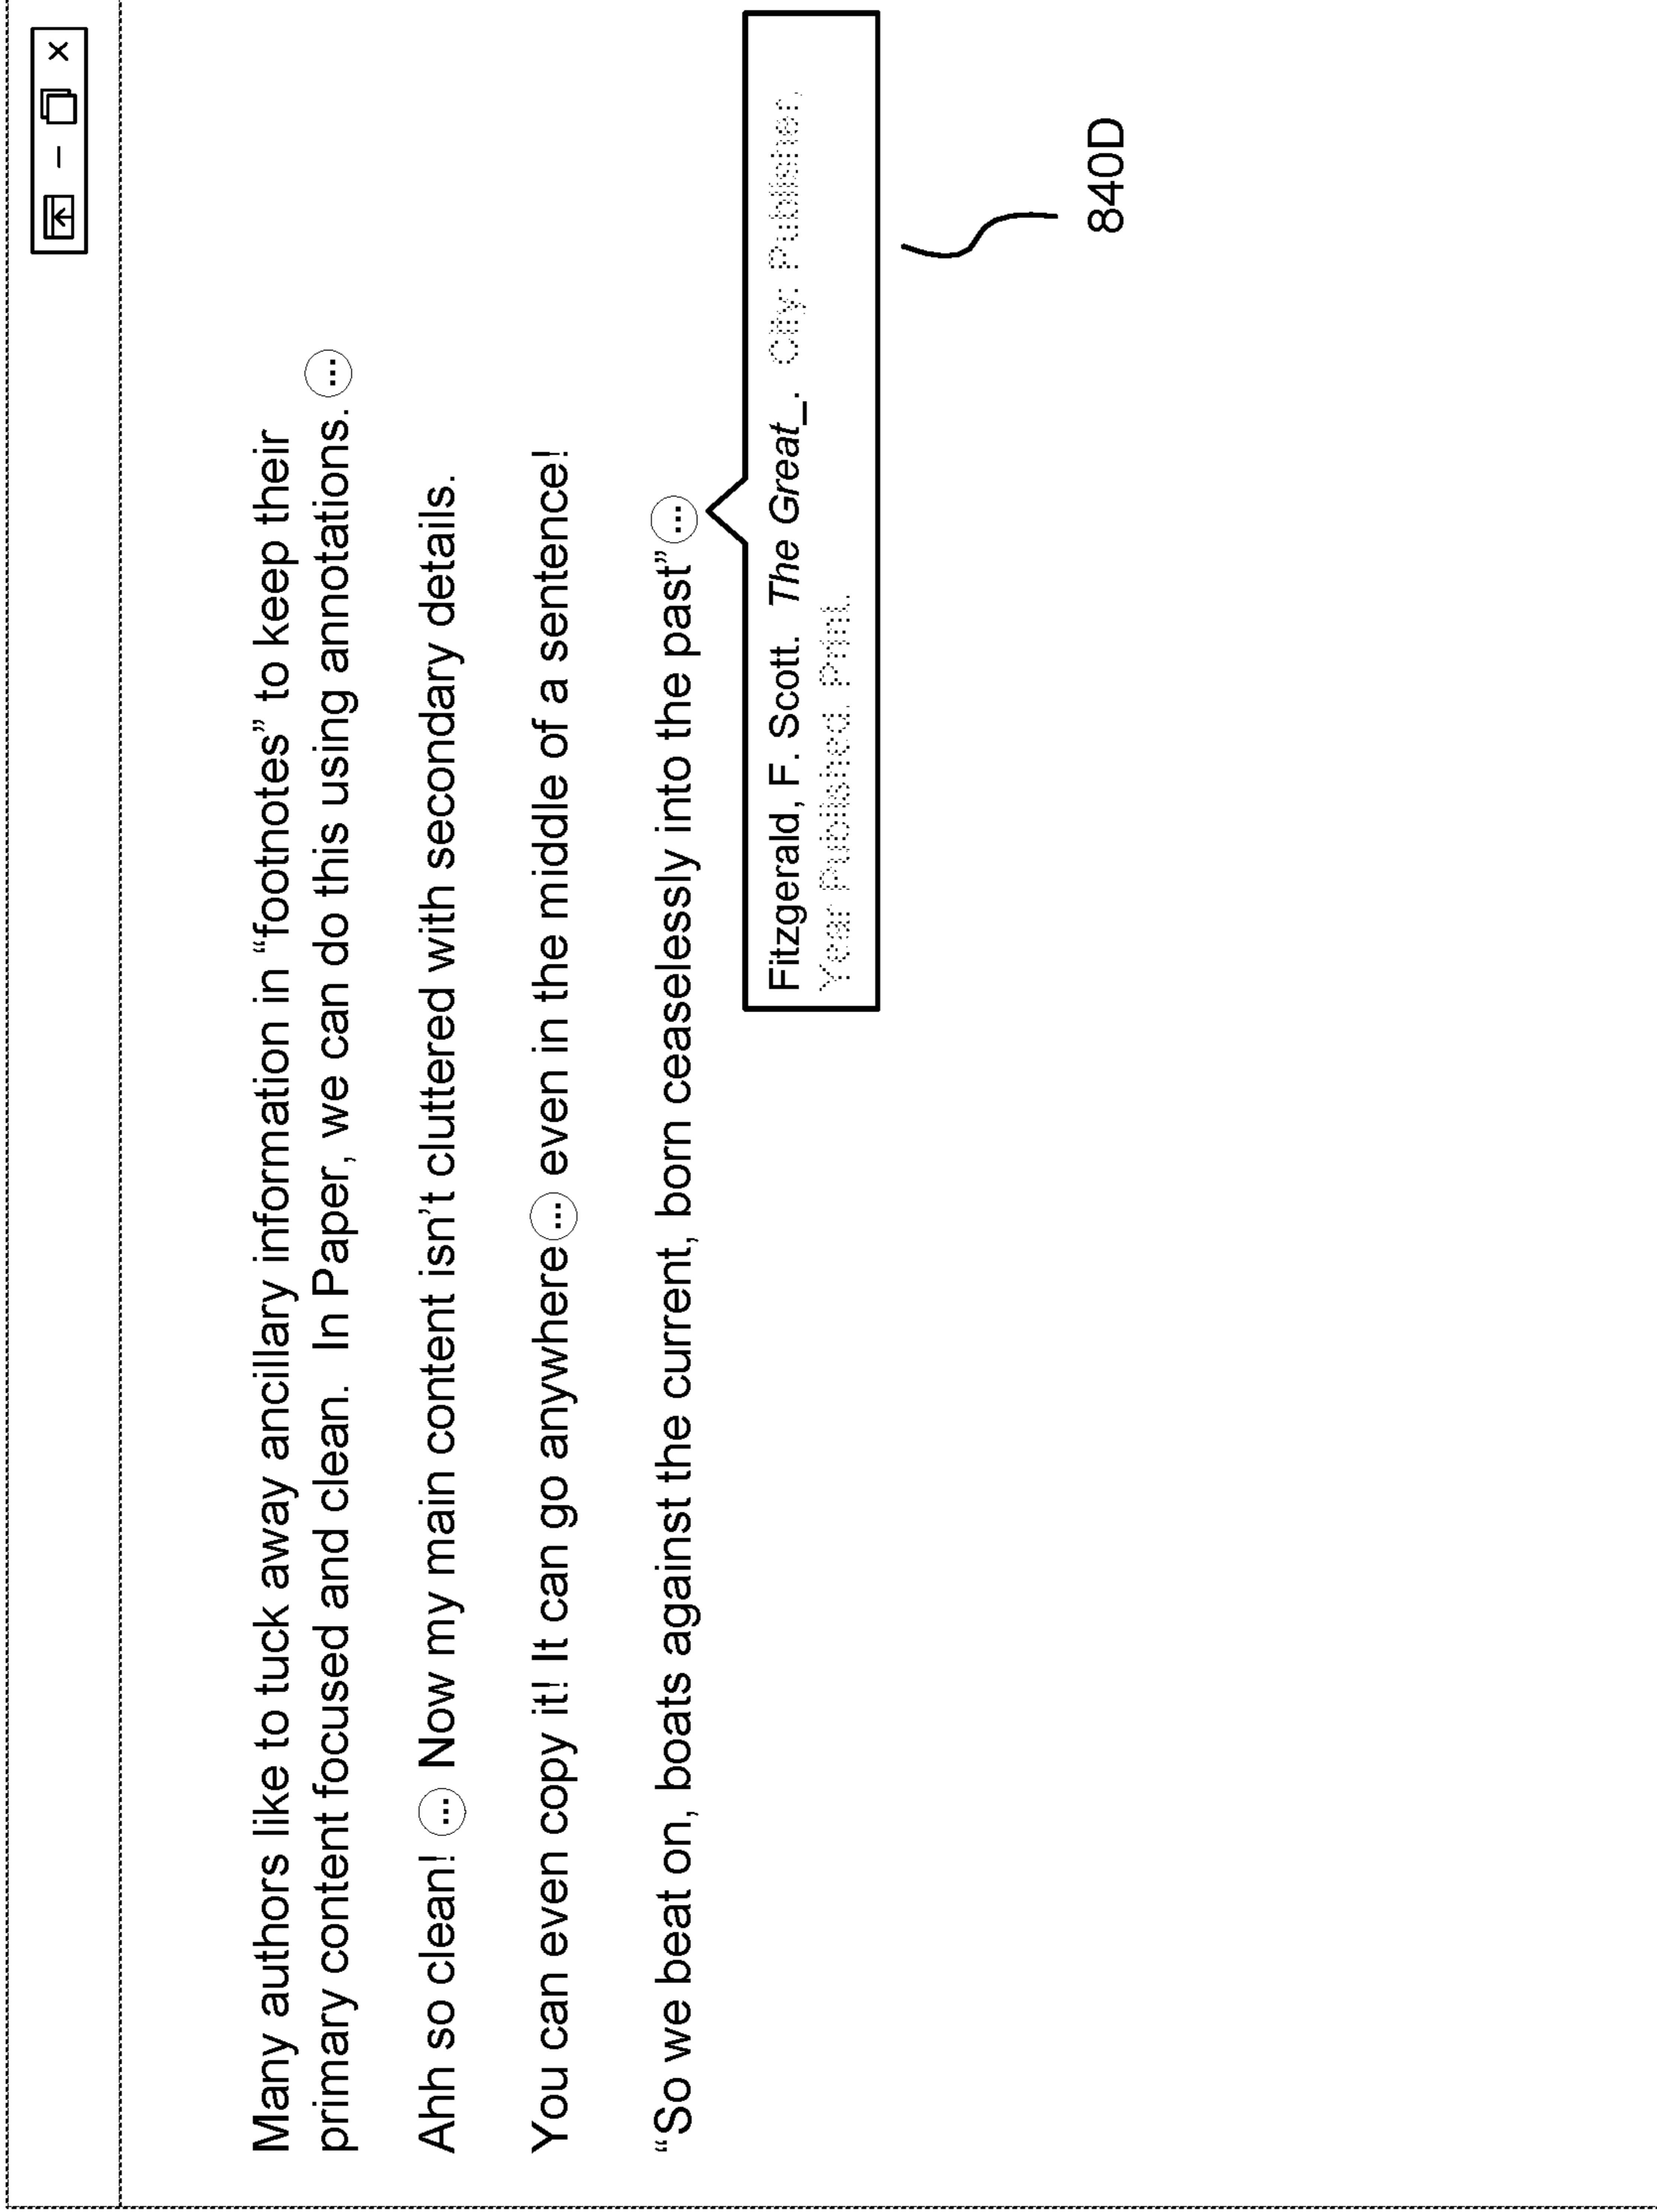 Many authors like to tuck away ancillary information in “footnotes” to keep their
primary content focused and clean. In Paper, we can do this using annotations. ...
Ahh so clean! ... Now my main content isn’t cluttered with secondary details.
You can even copy it! It can go anywhere ... even in the middle of a sentence!
“So we beat on, boats against the current, born ceaselessly into the past” ...
Fitzgerald, F. Scott. The Great_. City: Publisher,
Year Published. Print.
840D